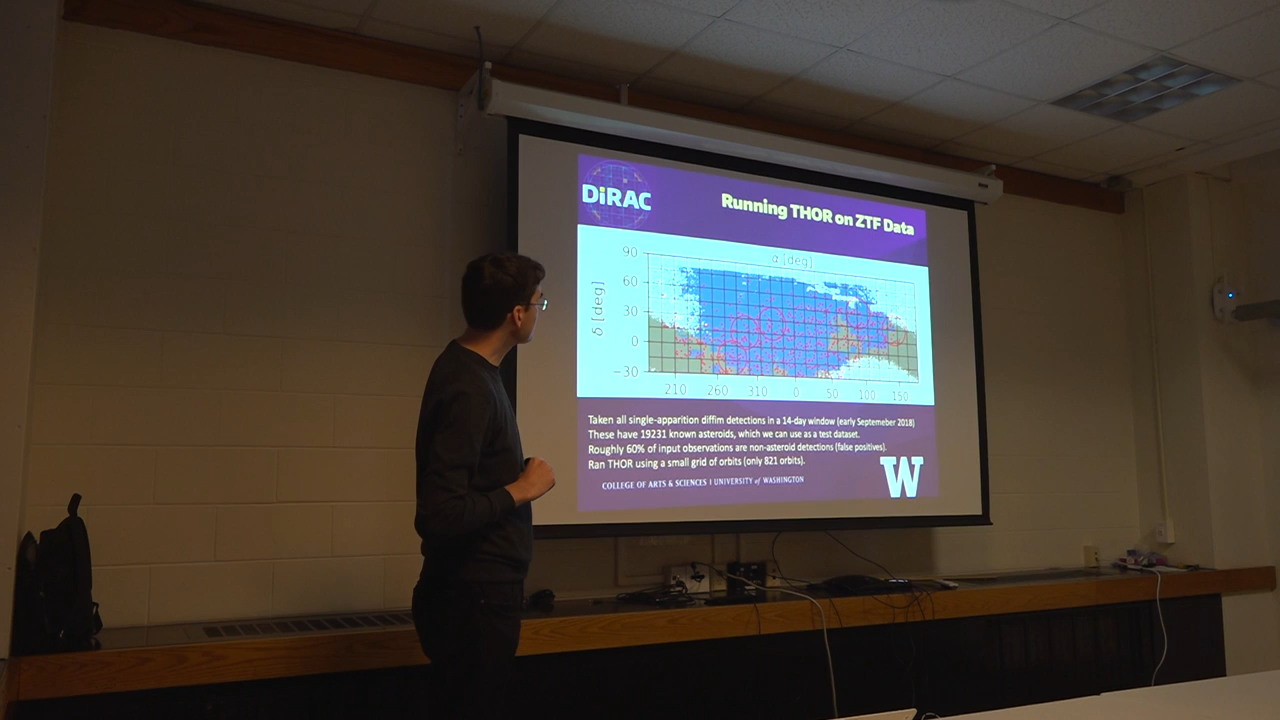 DiRAC
Running THOR on ZTF Data
α [deg]
90
60
30
0
−30
δ [deg]
210 260 310 0 50 100 150
Taken all single-apparition diffim detections in a 14-day window (early Septemeber 2018)
These have 19231 known asteroids, which we can use as a test dataset.
Roughly 60% of input observations are non-asteroid detections (false positives).
Ran THOR using a small grid of orbits (only 821 orbits).
COLLEGE OF ARTS & SCIENCES | UNIVERSITY of WASHINGTON
W